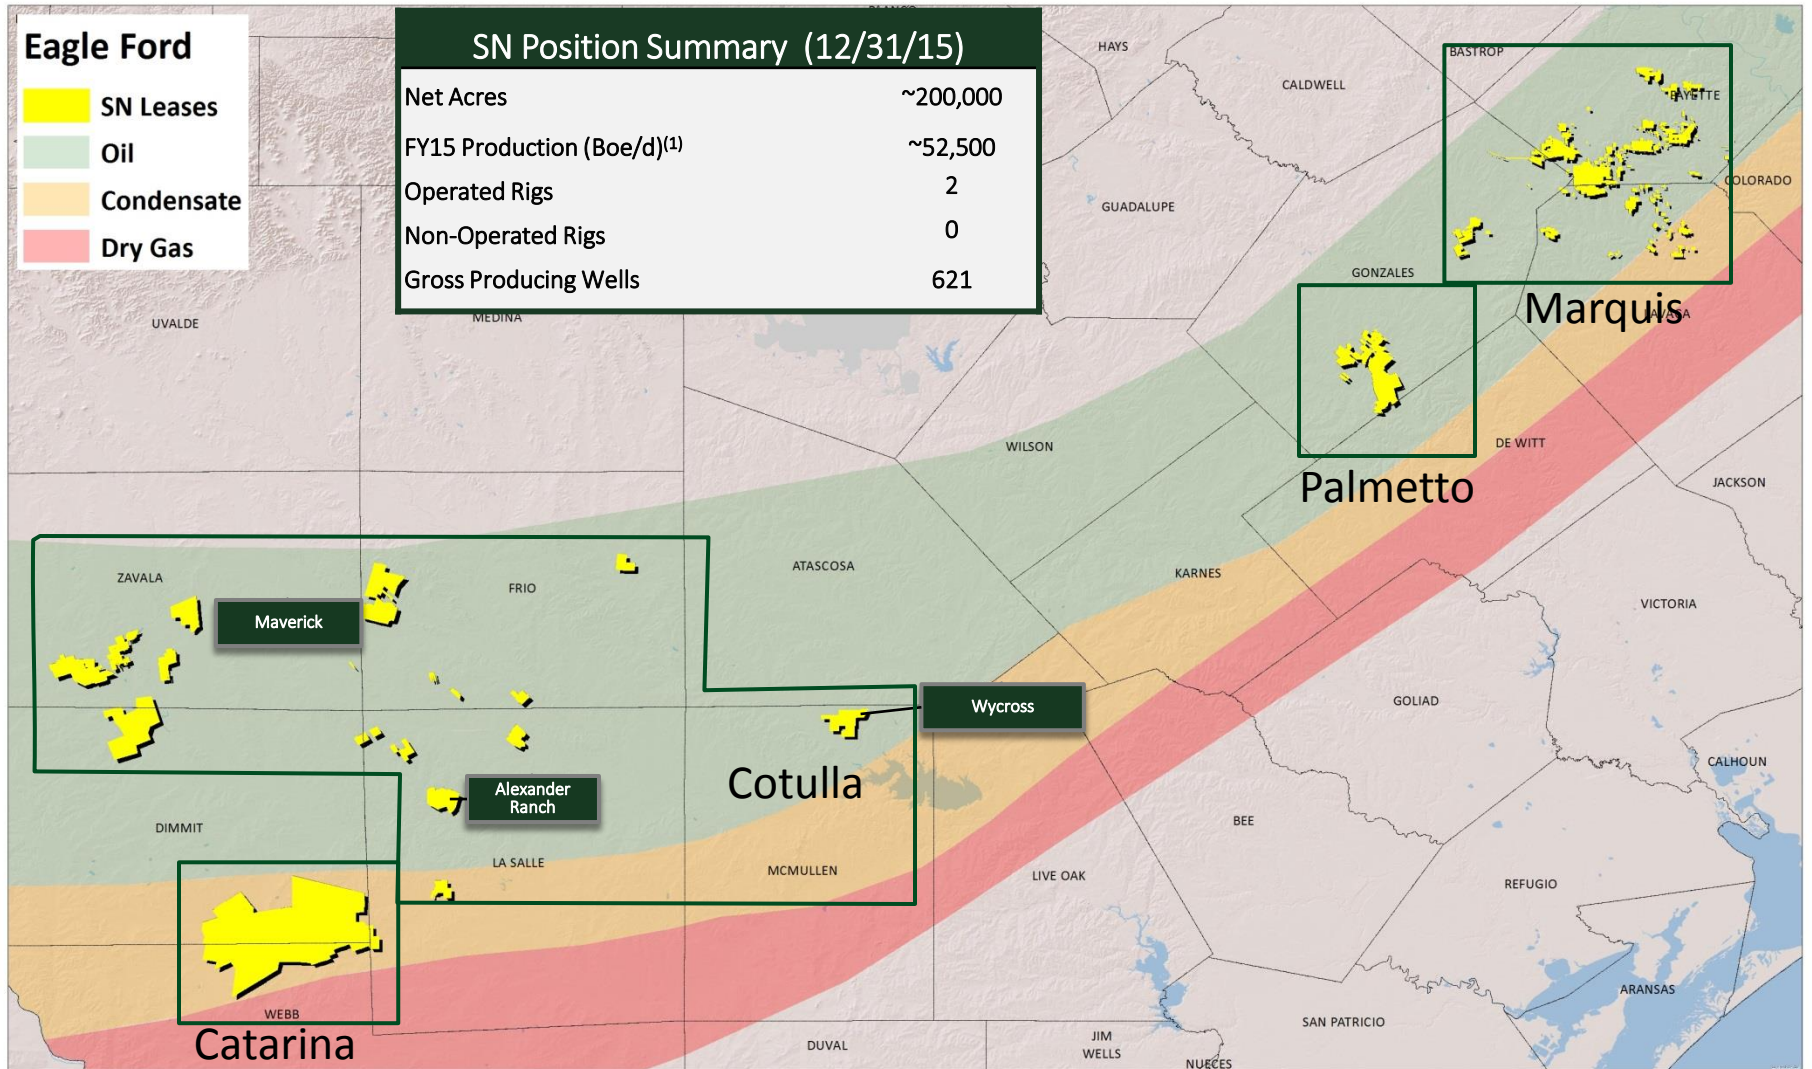 Eagle Ford
SN Leases
Oil
Condensate
Dry Gas
SN Position Summary (12/31/15)
Net Acres ~200,000
FY15 Production (Boe/d)(1) ~52,500
Operated Rigs 2
Non-Operated Rigs 0
Gross Producing Wells 621
HAYS
CALDWELL
BASTROP
FAYETTE
COLORADO
GUADALUPE
GONZALES
Marquis
LAVACA
UVALDE
MEDINA
WILSON
DE WITT
Palmetto
JACKSON
ZAVALA
FRIO
ATASCOSA
KARNES
VICTORIA
Maverick
Wycross
GOLIAD
Cotulla
CALHOUN
Alexander
Ranch
DIMMIT
LA SALLE
MCMULLEN
LIVE OAK
BEE
REFUGIO
ARANSAS
WEBB
Catarina
DUVAL
JIM
WELLS
SAN PATRICIO
NUECES